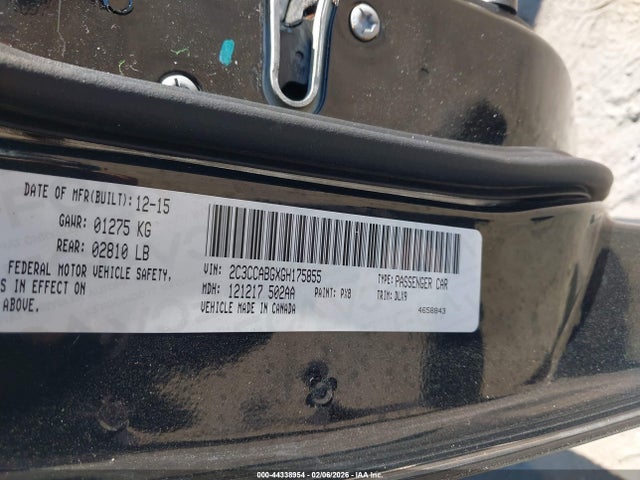 DATE OF MFR(BUILT): 12-15
GAWR: 01275 KG
REAR: 02810 LB
FEDERAL MOTOR VEHICLE SAFETY,
S IN EFFECT ON
ABOVE.
VIN: 2C3CCABGXGH175855
MDH: 121217 502AA PAINT: PX8
VEHICLE MADE IN CANADA
TYPE: PASSENGER CAR
TRIM: DLX9
4658843
000-44338954 - 02/06/2026 - IAA Inc.